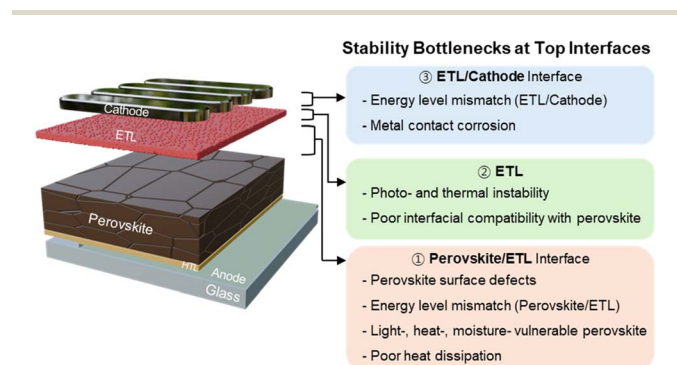 Stability Bottlenecks at Top Interfaces
Cathode
ETL
Perovskite
HTL
Anode
Glass
③ ETL/Cathode Interface
- Energy level mismatch (ETL/Cathode)
- Metal contact corrosion
② ETL
- Photo- and thermal instability
- Poor interfacial compatibility with perovskite
① Perovskite/ETL Interface
- Perovskite surface defects
- Energy level mismatch (Perovskite/ETL)
- Light-, heat-, moisture- vulnerable perovskite
- Poor heat dissipation